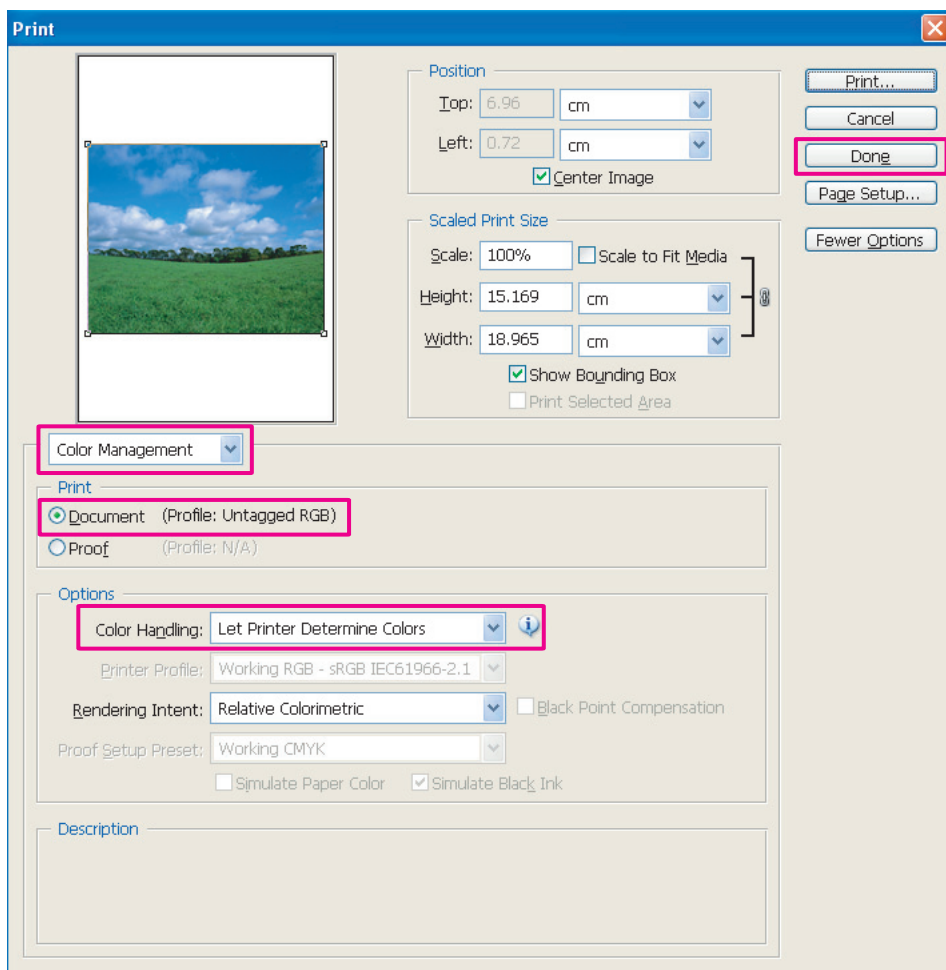 Print
Position
Top: 6.96 cm
Left: 0.72 cm
Center Image
Print...
Cancel
Done
Page Setup...
Fewer Options
Scaled Print Size
Scale: 100% Scale to Fit Media
Height: 15.169 cm
Width: 18.965 cm
Show Bounding Box
Print Selected Area
Color Management
Print
Document (Profile: Untagged RGB)
Proof (Profile: N/A)
Options
Color Handling: Let Printer Determine Colors
Printer Profile: Working RGB - sRGB IEC61966-2.1
Rendering Intent: Relative Colorimetric Black Point Compensation
Proof Setup Preset: Working CMYK
Simulate Paper Color Simulate Black Ink
Description